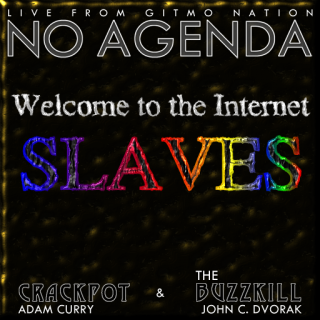 LIVE FROM GITMO NATION
NO AGENDA
Welcome to the Internet
SLAVES
CRACKPOT
ADAM CURRY
&
THE
BUZZKILL
JOHN C. DVORAK